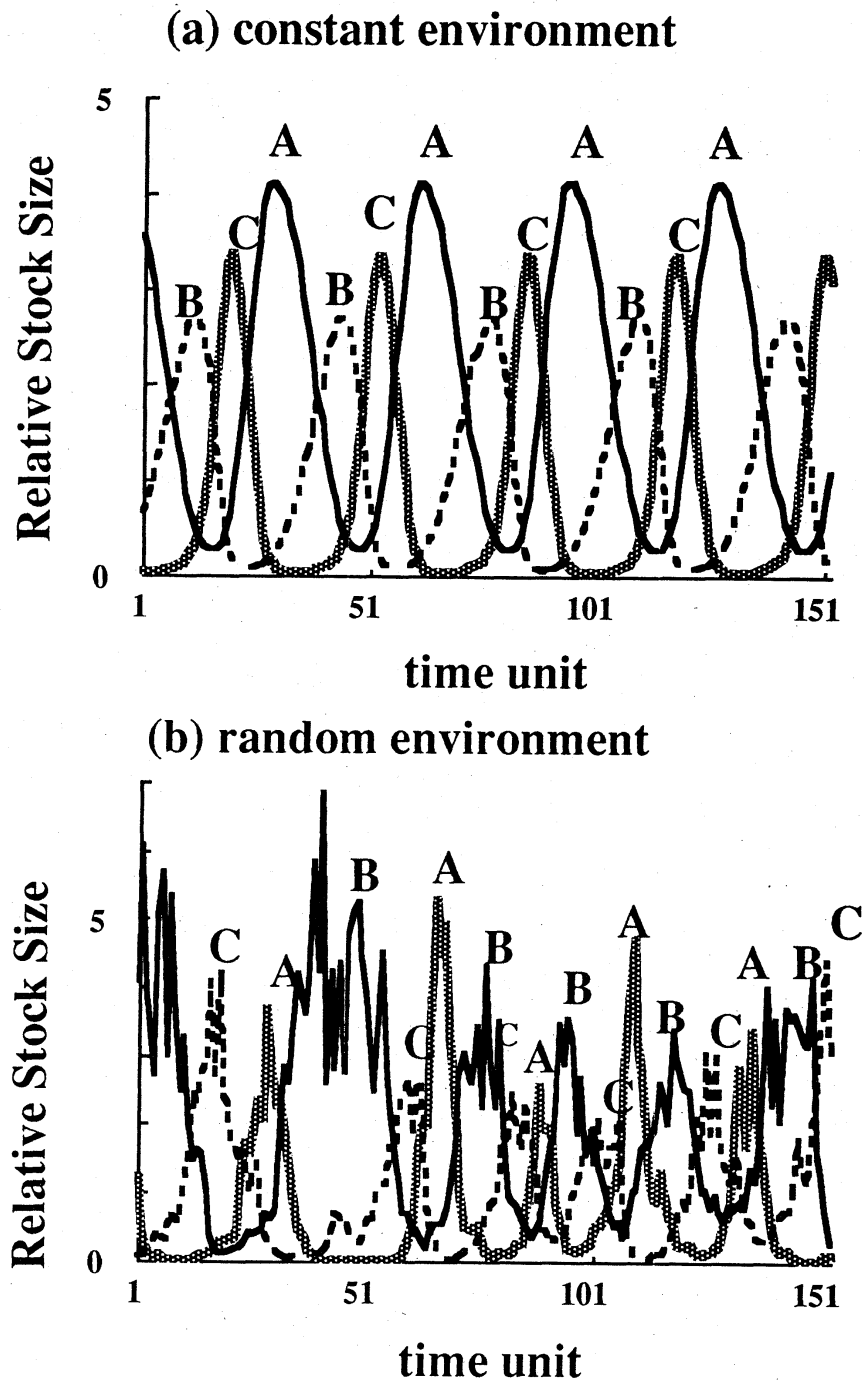 (a) constant environment
Relative Stock Size
5
0
A
A
A
A
C
C
C
C
B
B
B
B
1
51
101
151
time unit
(b) random environment
Relative Stock Size
5
0
C
A
B
A
C
B
C
A
B
C
A
B
C
A
B
C
1
51
101
151
time unit